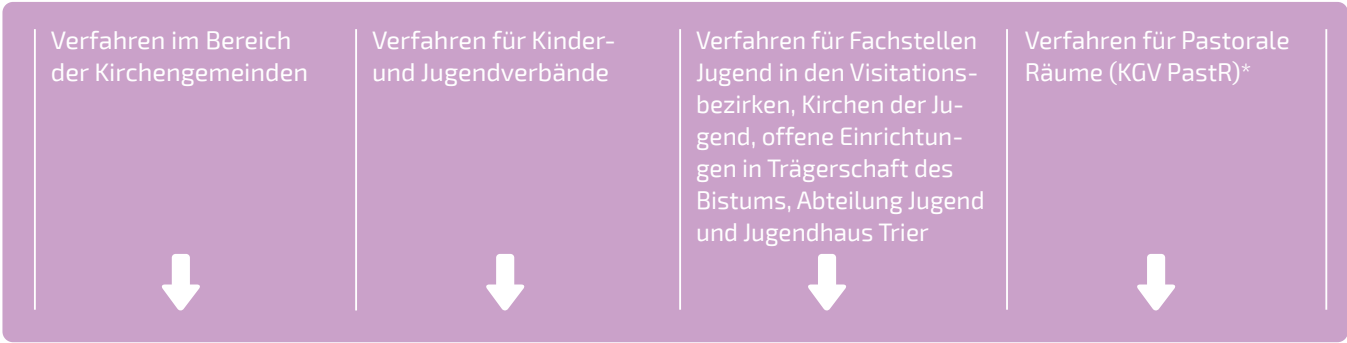 Verfahren im Bereich
der Kirchengemeinden
Verfahren für Kinder-
und Jugendverbände
Verfahren für Fachstellen
Jugend in den Visitations-
bezirken, Kirchen der Ju-
gend, offene Einrichtun-
gen in Trägerschaft des
Bistums, Abteilung Jugend
und Jugendhaus Trier
Verfahren für Pastorale
Räume (KGV PastR)*